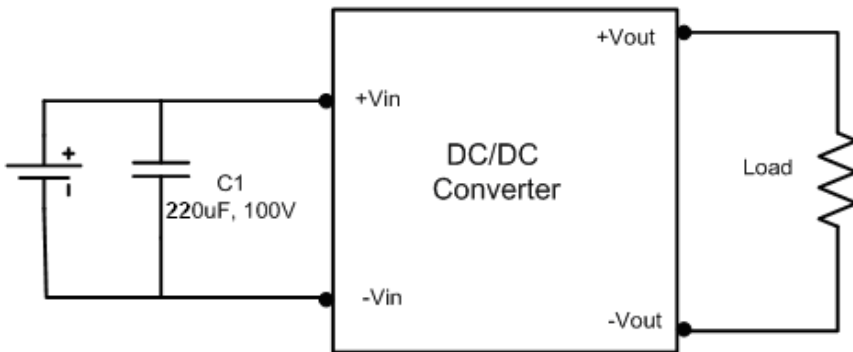 +Vout
+Vin
DC/DC
Converter
Load
+
C1
220uF, 100V
-
-Vin
-Vout